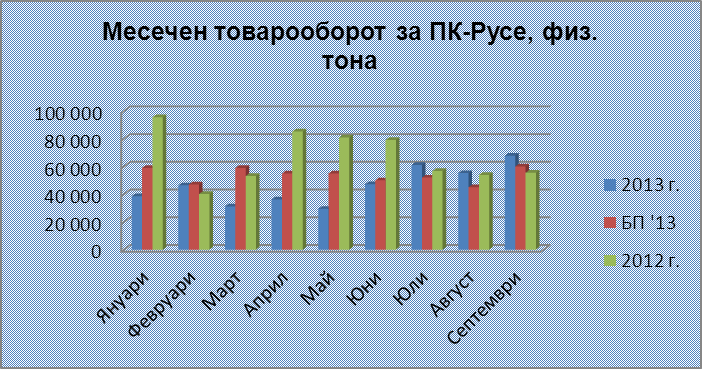 Месечен товарооборот за ПК-Русе, физ.
тона
100 000
80 000
60 000
40 000
20 000
0
Януари
Февруари
Март
Април
Май
Юни
Юли
Август
Септември
2013 г.
БП '13
2012 г.